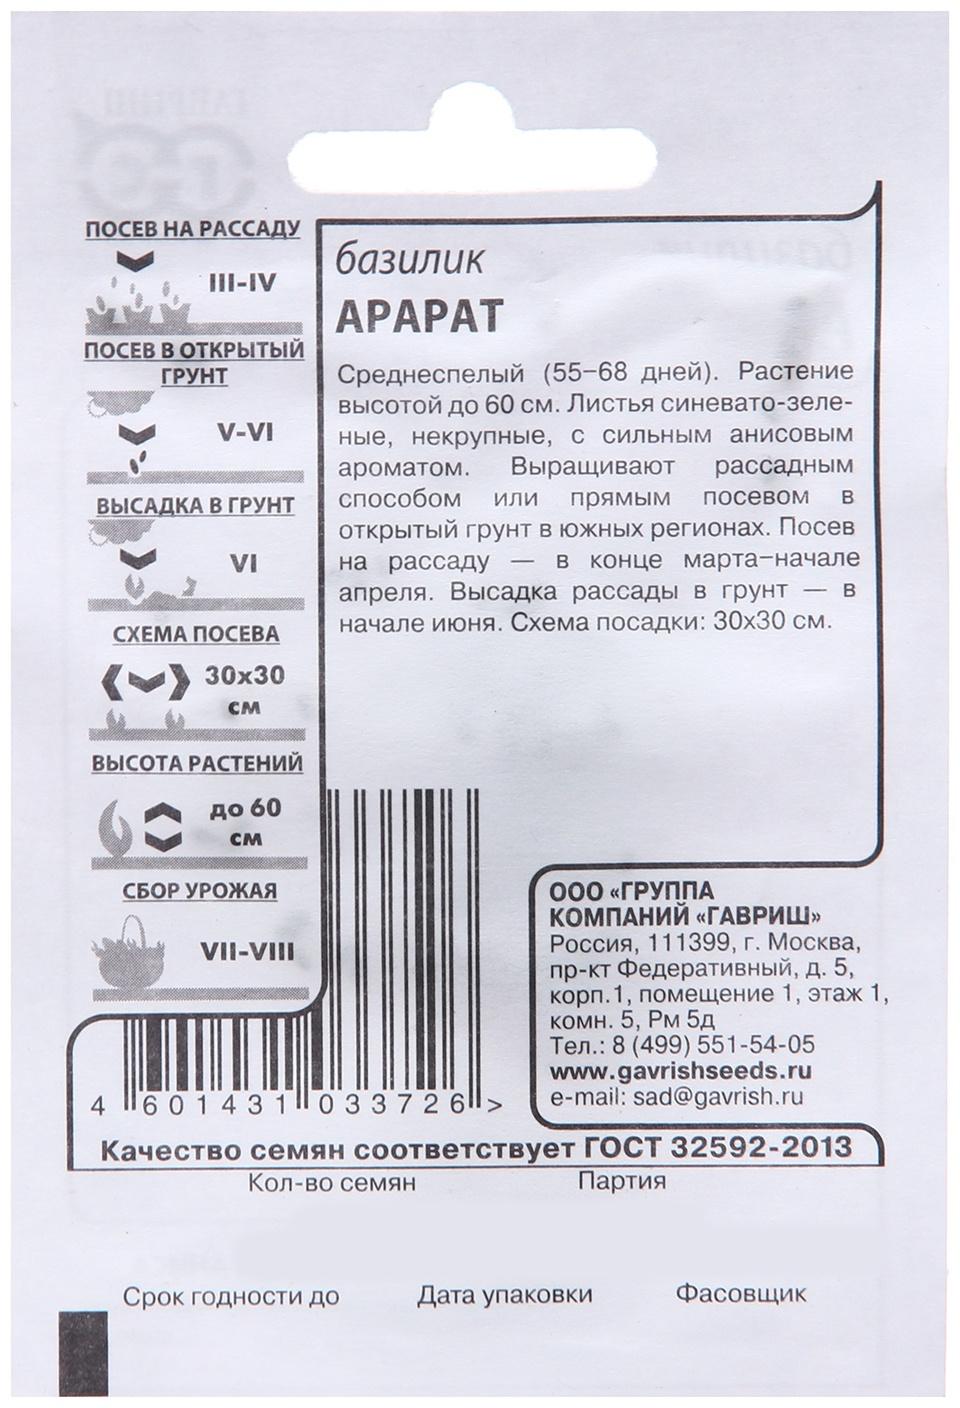 ПОСЕВ НА РАССАДУ
III-IV
ПОСЕВ В ОТКРЫТЫЙ
ГРУНТ
V-VI
ВЫСАДКА В ГРУНТ
VI
СХЕМА ПОСЕВА
30х30
см
ВЫСОТА РАСТЕНИЙ
до 60
см
СБОР УРОЖАЯ
VII-VIII
базилик
АРАРАТ
Среднеспелый (55–68 дней). Растение
высотой до 60 см. Листья синевато-зеле-
ные, некрупные, с сильным анисовым
ароматом. Выращивают рассадным
способом или прямым посевом в
открытый грунт в южных регионах. Посев
на рассаду — в конце марта–начале
апреля. Высадка рассады в грунт — в
начале июня. Схема посадки: 30х30 см.
ООО «ГРУППА
КОМПАНИЙ «ГАВРИШ»
Россия, 111399, г. Москва,
пр-кт Федеративный, д. 5,
корп.1, помещение 1, этаж 1,
комн. 5, Рм 5д
Тел.: 8 (499) 551-54-05
www.gavrishseeds.ru
e-mail: sad@gavrish.ru
4 601431 033726 >
Качество семян соответствует ГОСТ 32592-2013
Кол-во семян Партия
Срок годности до Дата упаковки Фасовщик